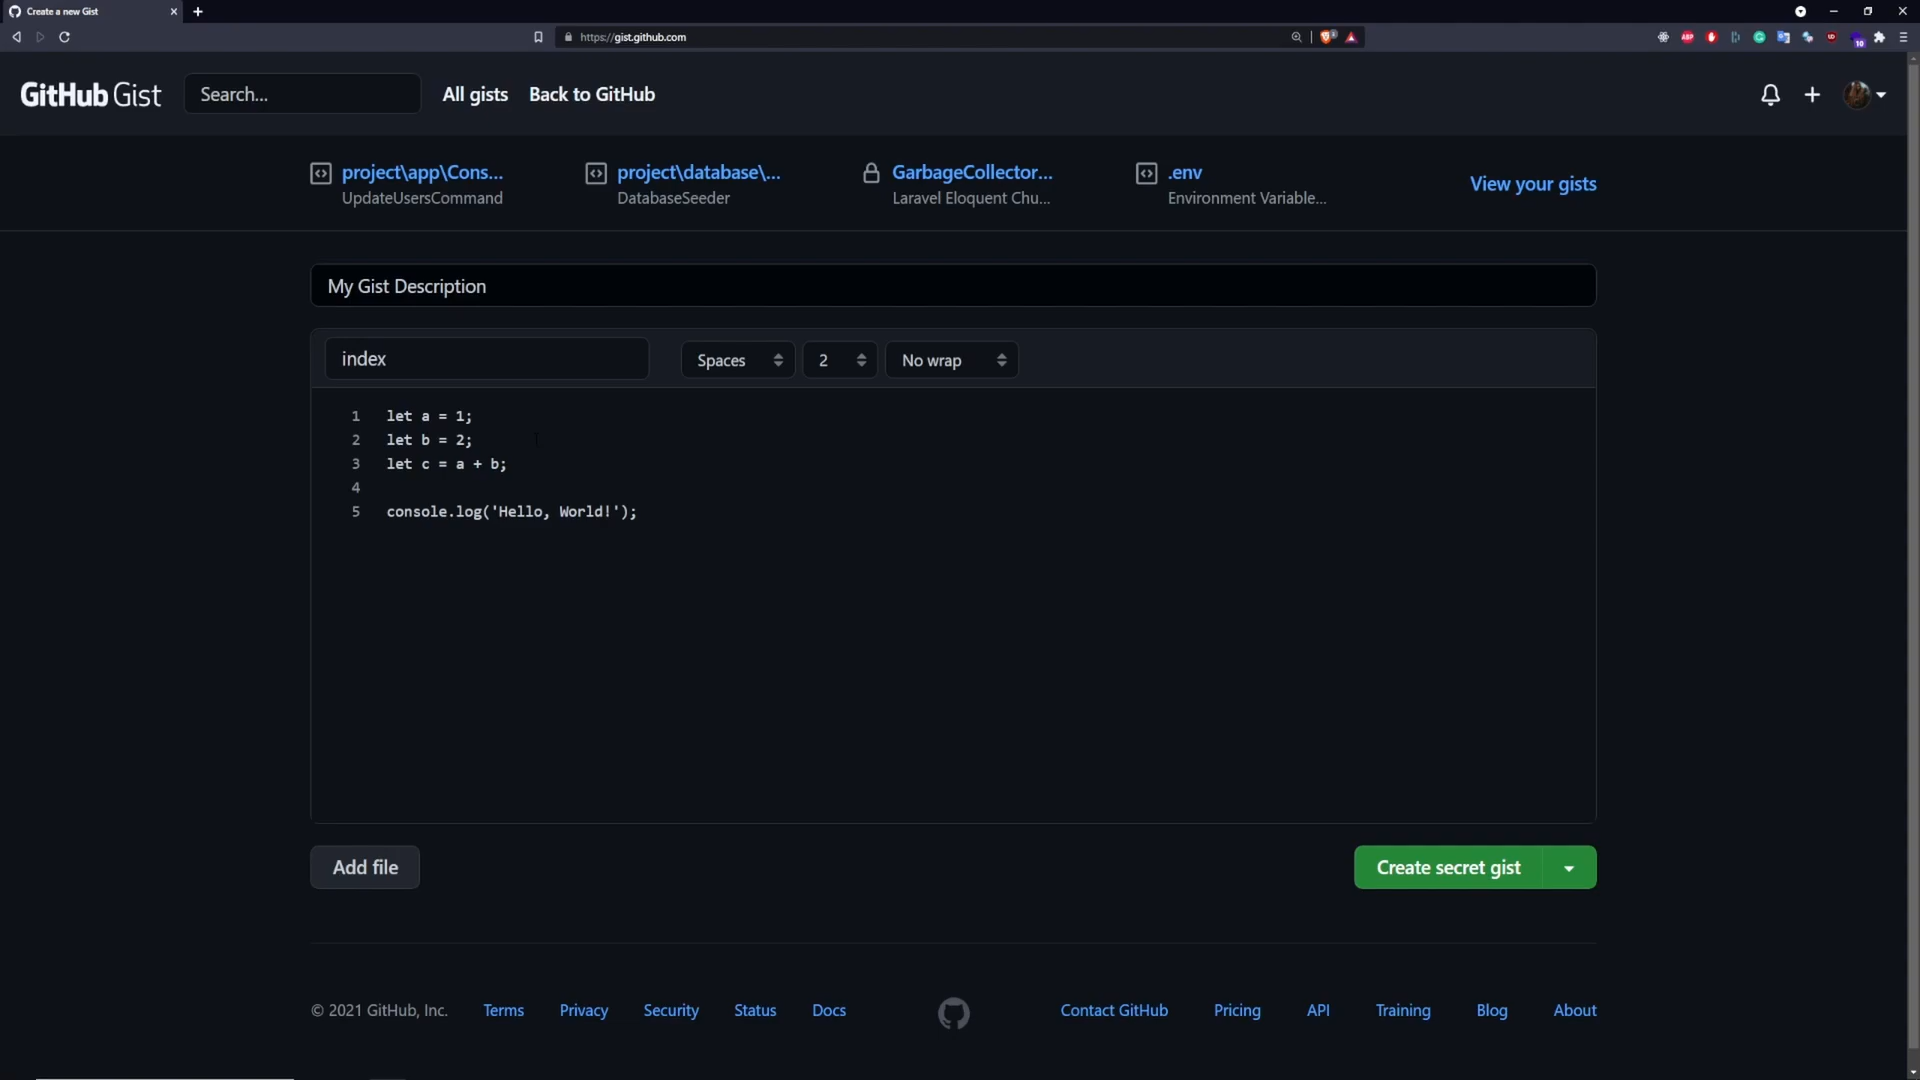 Create a new Gist
https://gist.github.com
GitHub Gist
Search...
All gists
Back to GitHub
project\app\Cons...
UpdateUsersCommand
project\database\...
DatabaseSeeder
GarbageCollector...
Laravel Eloquent Chu...
.env
Environment Variable...
View your gists
My Gist Description
index
Spaces
2
No wrap
1 let a = 1;
2 let b = 2;
3 let c = a + b;
4
5 console.log('Hello, World!');
Add file
Create secret gist
© 2021 GitHub, Inc.
Terms
Privacy
Security
Status
Docs
Contact GitHub
Pricing
API
Training
Blog
About